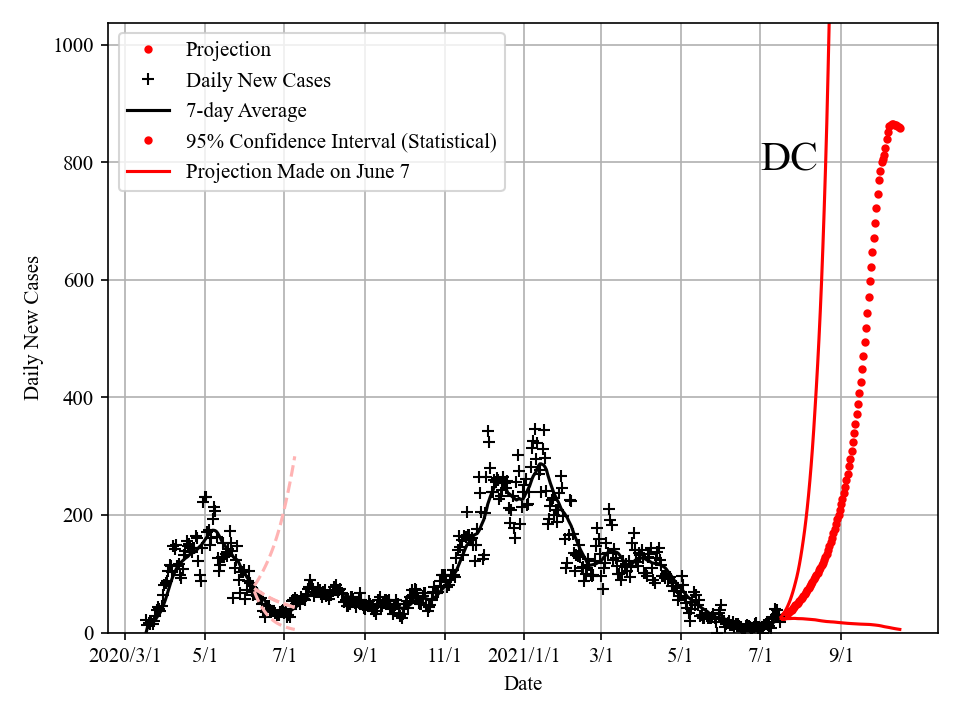 1000
800
600
400
200
0
Daily New Cases
Projection
Daily New Cases
7-day Average
95% Confidence Interval (Statistical)
Projection Made on June 7
DC
2020/3/1 5/1 7/1 9/1 11/1 2021/1/1 3/1 5/1 7/1 9/1
Date